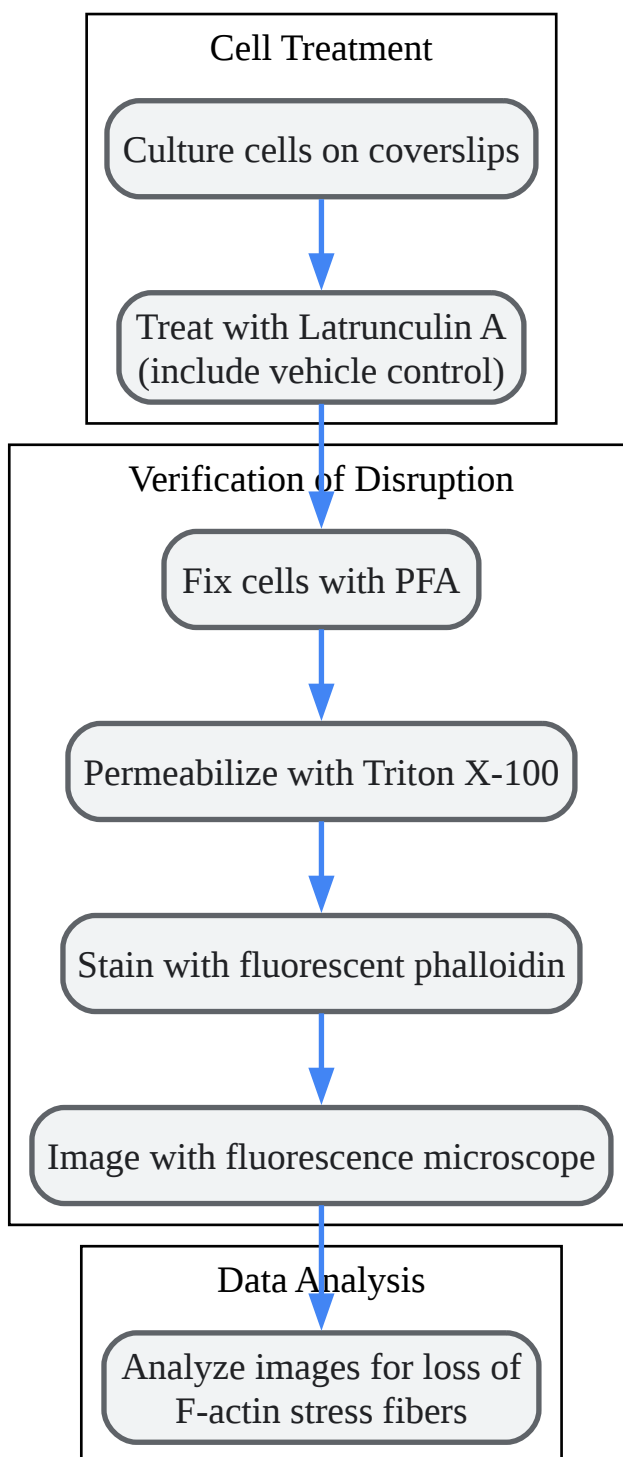 Cell Treatment
Culture cells on coverslips
Treat with Latrunculin A
(include vehicle control)
Verification of Disruption
Fix cells with PFA
Permeabilize with Triton X-100
Stain with fluorescent phalloidin
Image with fluorescence microscope
Data Analysis
Analyze images for loss of
F-actin stress fibers